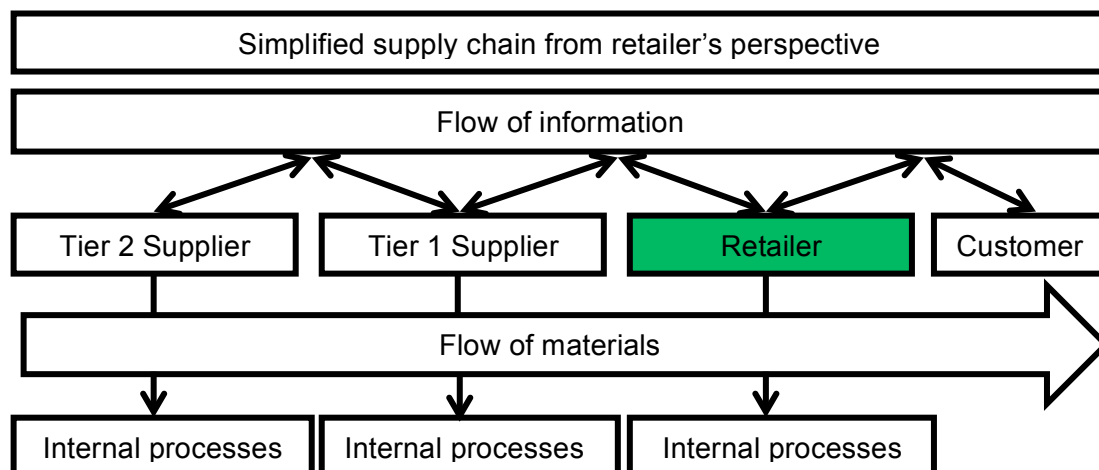 Simplified supply chain from retailer’s perspective
Flow of information
Tier 2 Supplier
Tier 1 Supplier
Retailer
Customer
Flow of materials
Internal processes
Internal processes
Internal processes